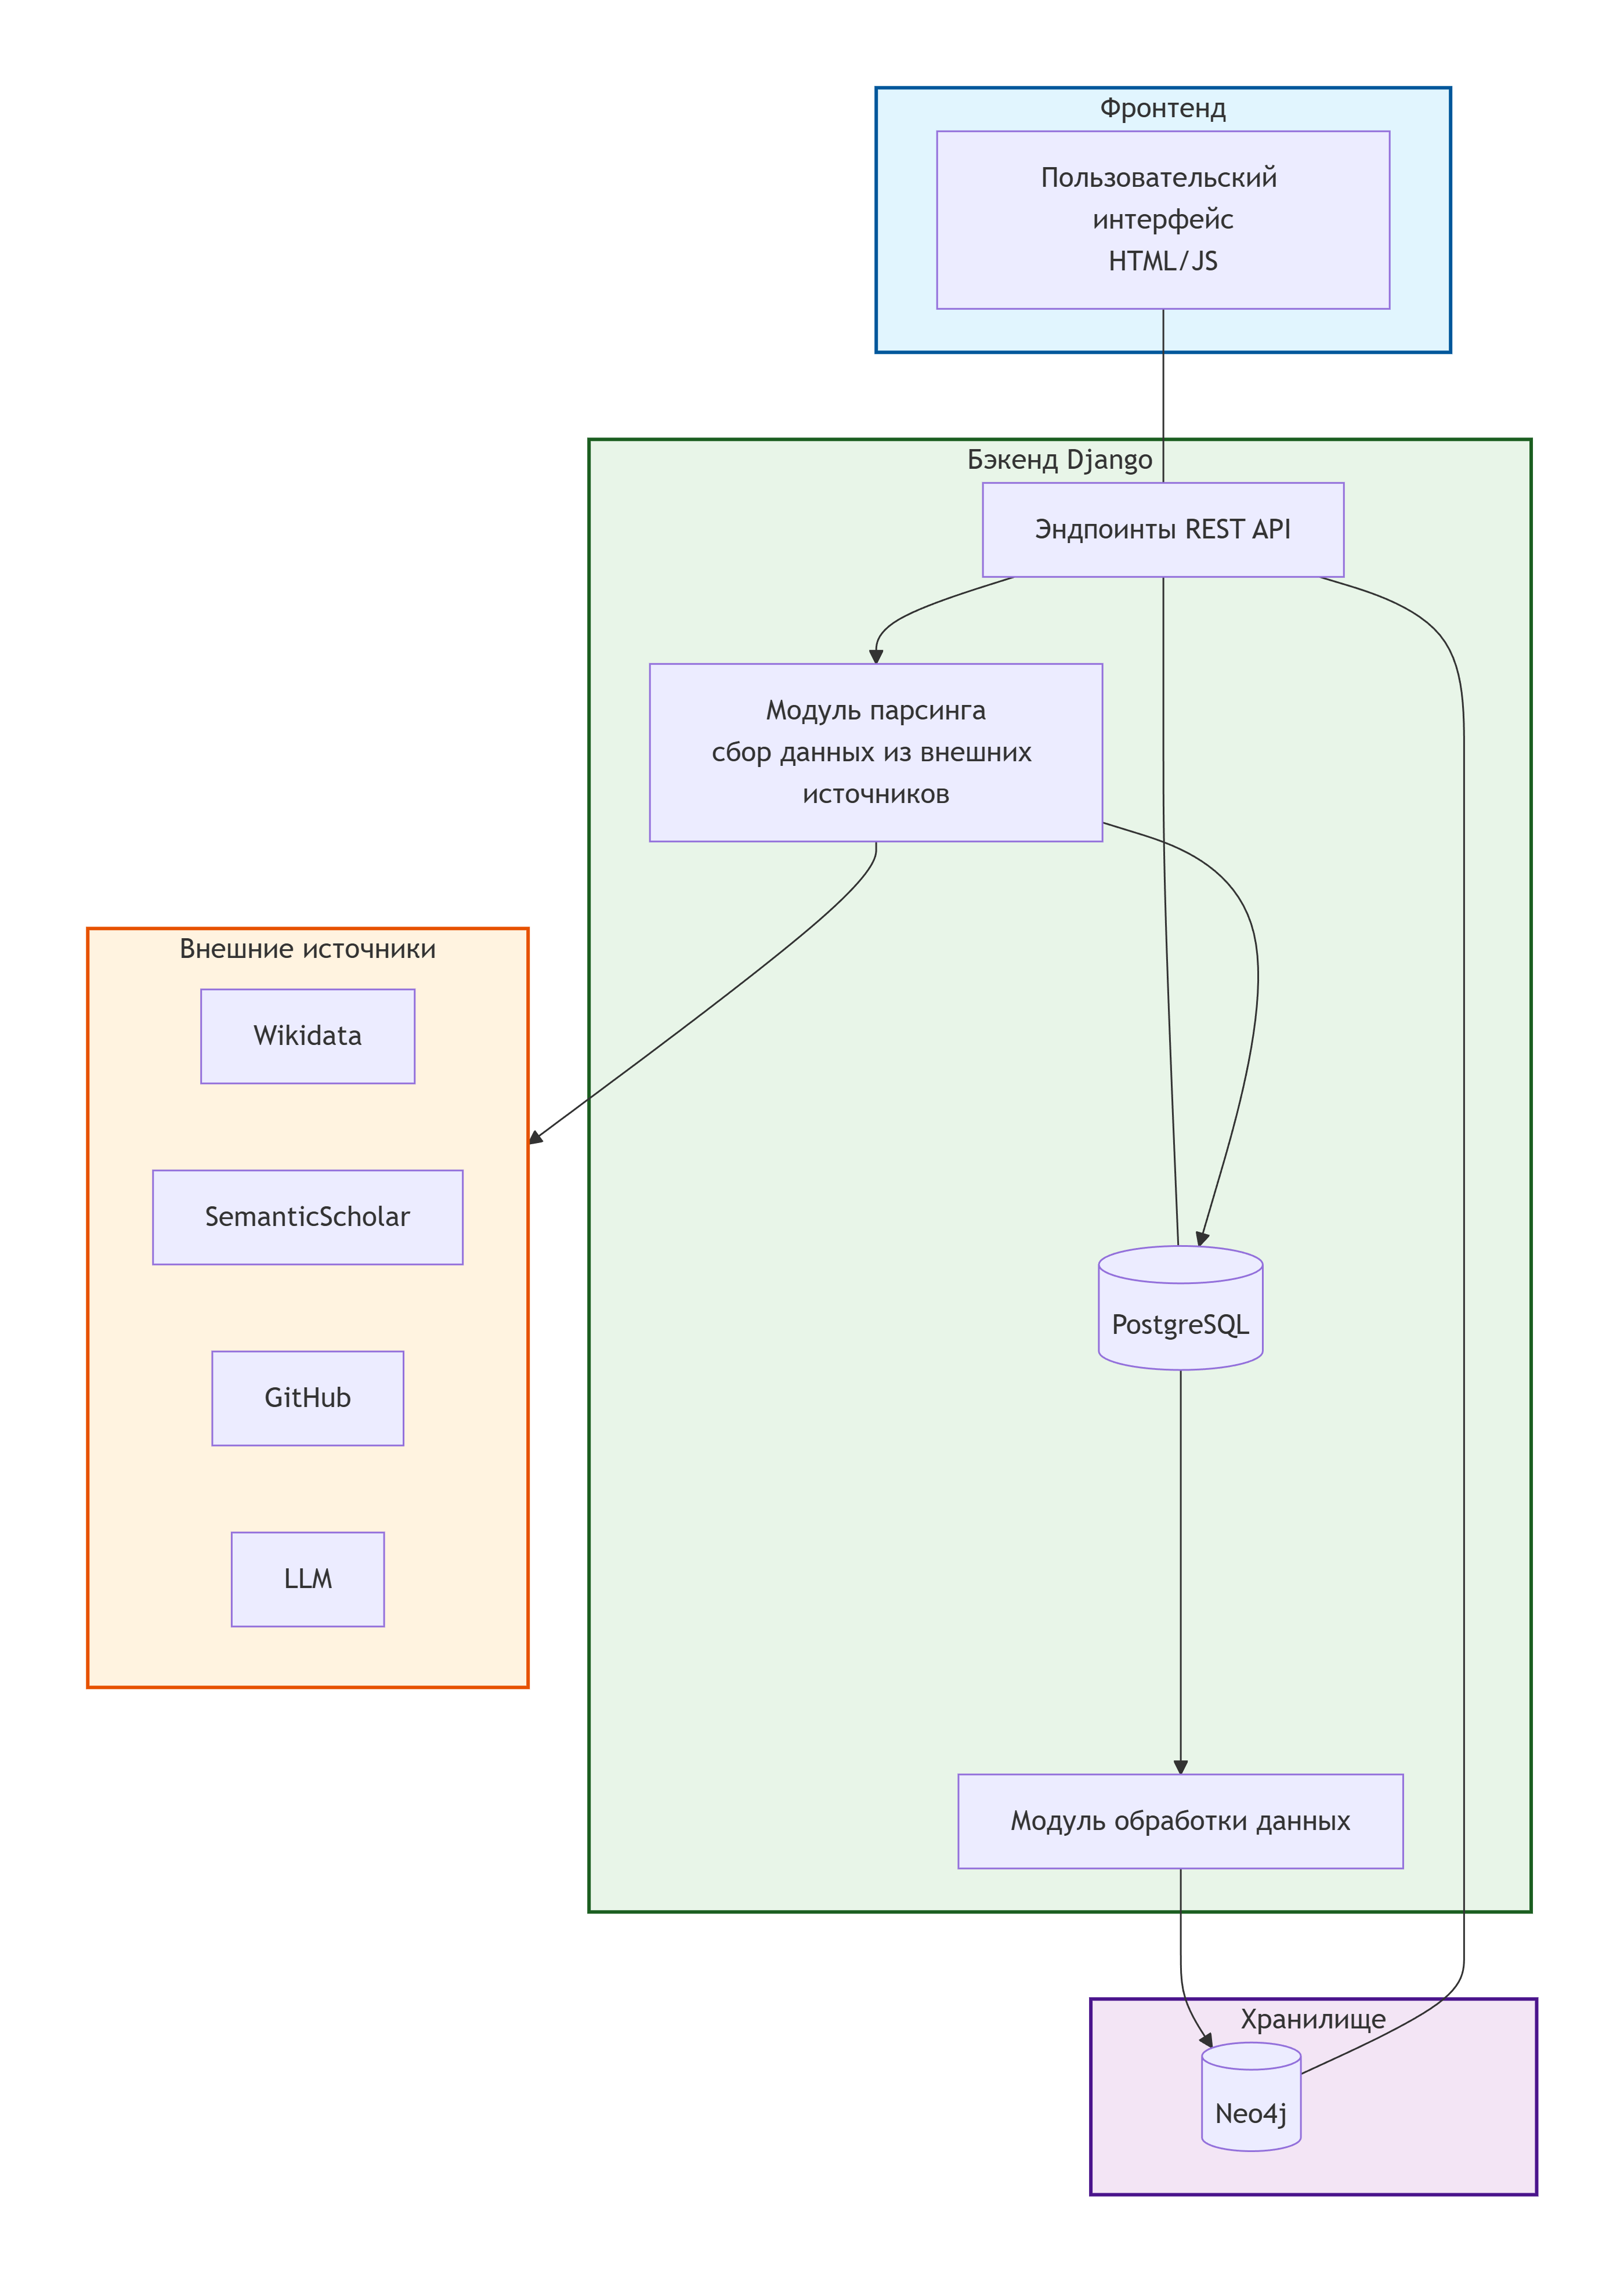 Фронтенд
Пользовательский
интерфейс
HTML/JS
Бэкенд Django
Эндпоинты REST API
Модуль парсинга
сбор данных из внешних
источников
Внешние источники
Wikidata
SemanticScholar
GitHub
LLM
PostgreSQL
Модуль обработки данных
Хранилище
Neo4j